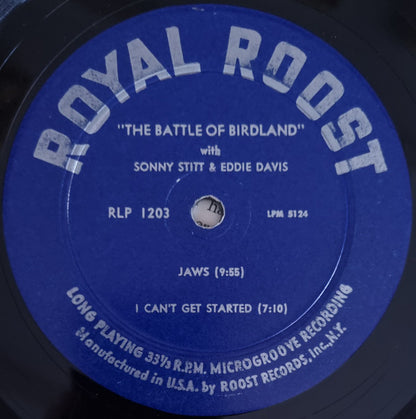 ROYAL ROOST
"THE BATTLE OF BIRDLAND"
with
SONNY STITT & EDDIE DAVIS
RLP 1203
LPM 5124
JAWS (9:55)
I CAN'T GET STARTED (7:10)
LONG PLAYING 33⅓ R.P.M. MICROGROOVE RECORDING
Manufactured in U.S.A. by ROOST RECORDS, Inc., N.Y.